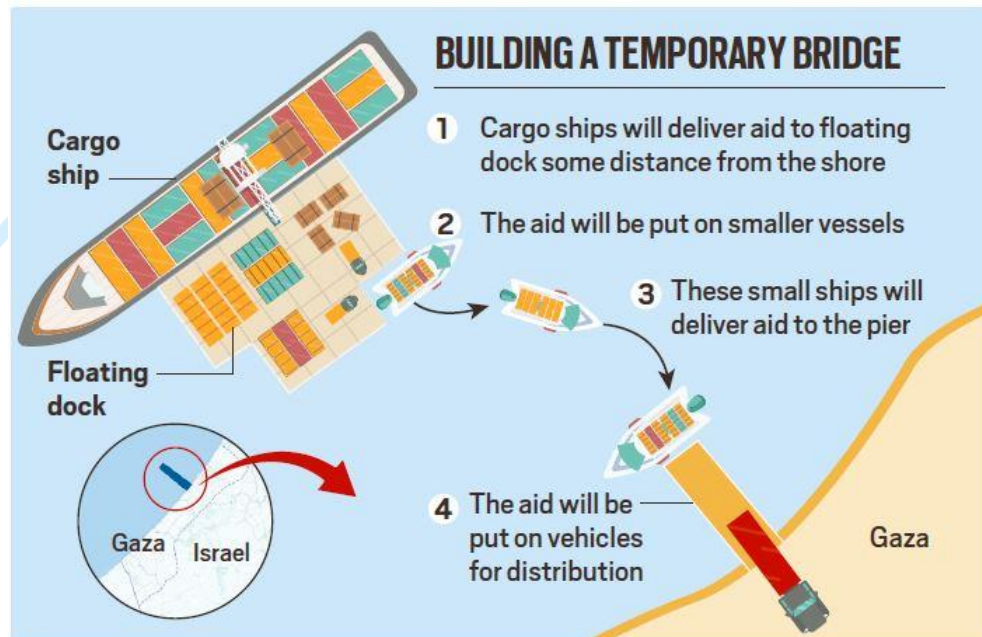 BUILDING A TEMPORARY BRIDGE
Cargo
ship
1 Cargo ships will deliver aid to floating
dock some distance from the shore
2 The aid will be put on smaller vessels
3 These small ships will
deliver aid to the pier
Floating
dock
4 The aid will be
put on vehicles
for distribution
Gaza
Israel
Gaza